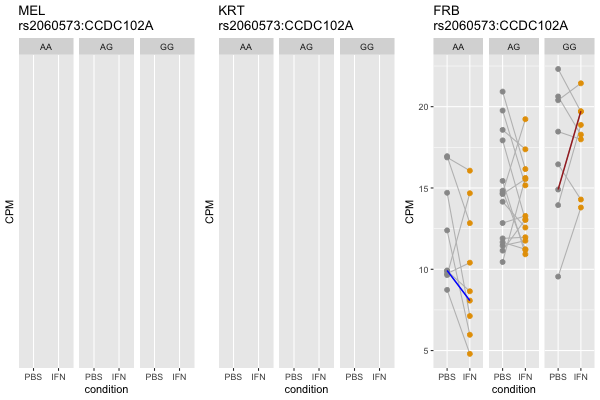 MEL
rs2060573:CCDC102A
AA AG GG
CPM
PBS IFN PBS IFN PBS IFN
condition
KRT
rs2060573:CCDC102A
AA AG GG
CPM
PBS IFN PBS IFN PBS IFN
condition
FRB
rs2060573:CCDC102A
AA AG GG
20
15
10
5
CPM
PBS IFN PBS IFN PBS IFN
condition